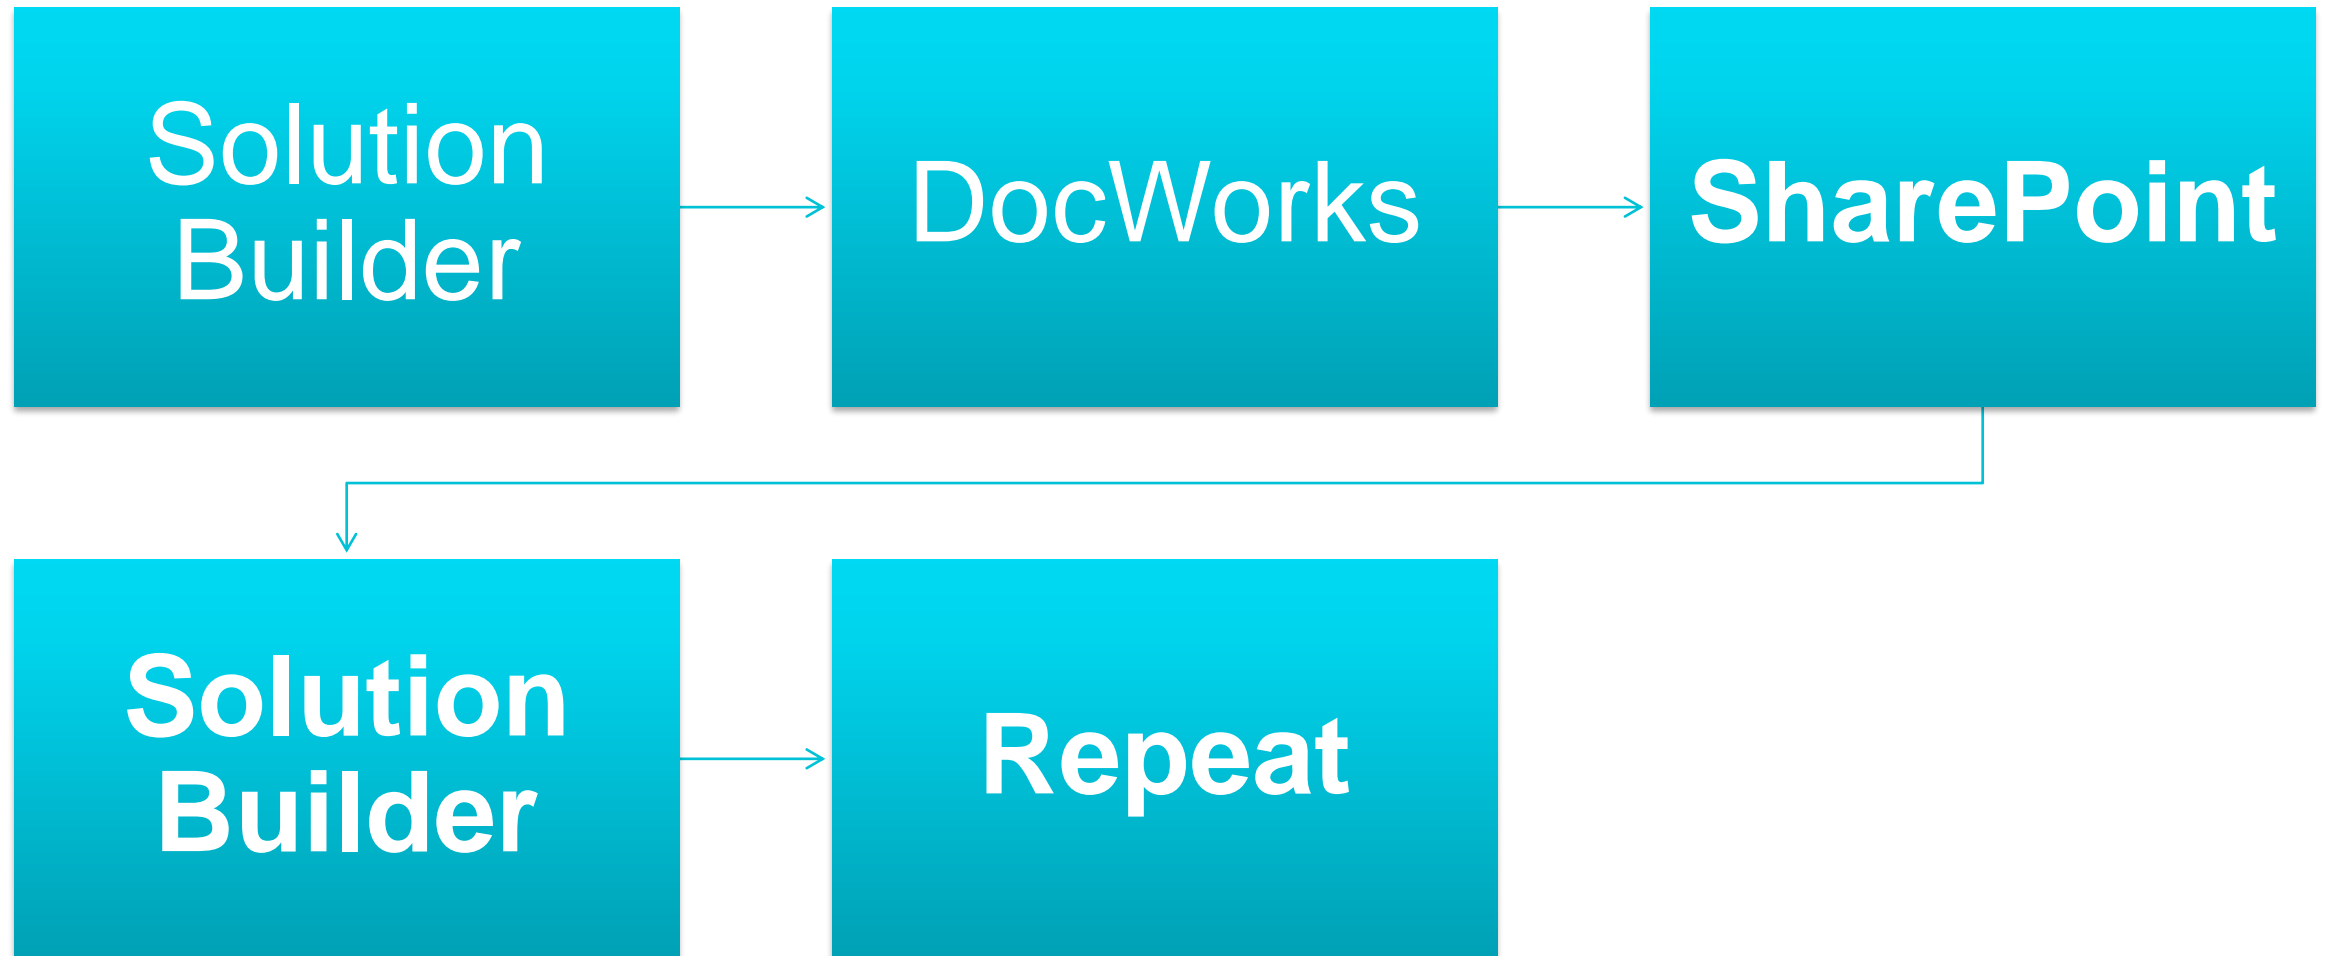 Solution
Builder
DocWorks
SharePoint
Solution
Builder
Repeat